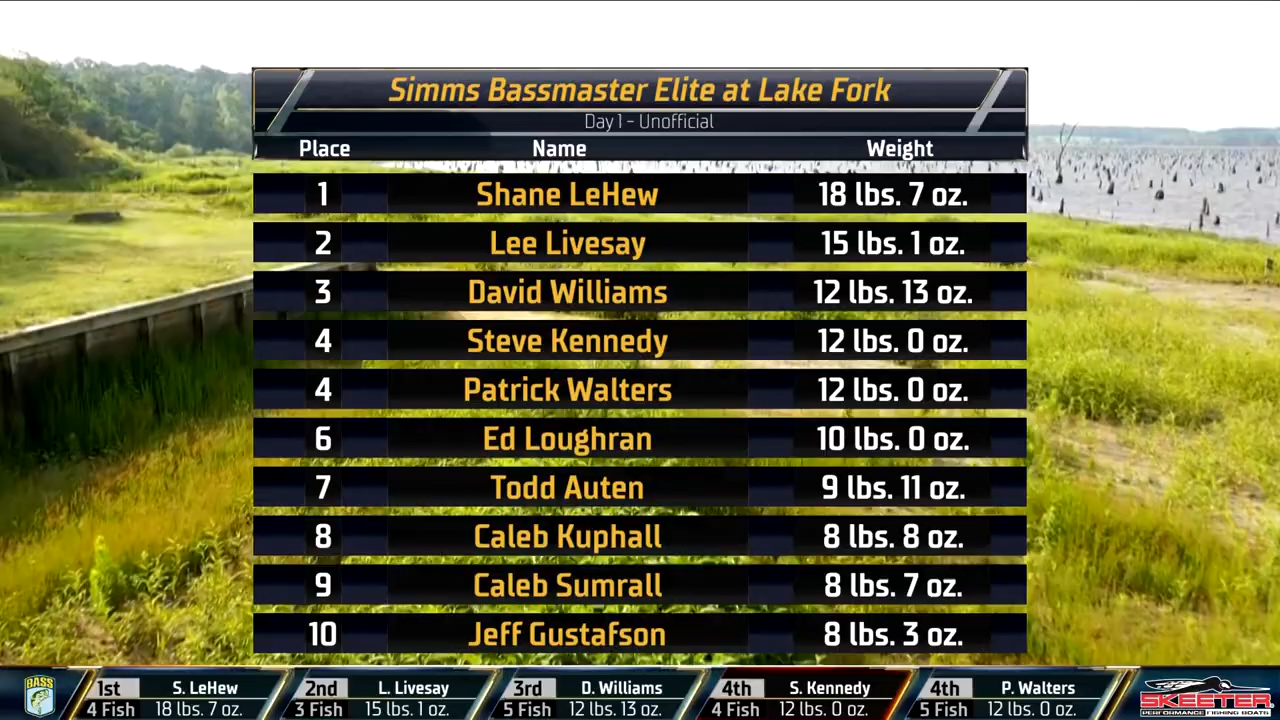 Simms Bassmaster Elite at Lake Fork
Day 1 - Unofficial
Place Name Weight
1 Shane LeHew 18 lbs. 7 oz.
2 Lee Livesay 15 lbs. 1 oz.
3 David Williams 12 lbs. 13 oz.
4 Steve Kennedy 12 lbs. 0 oz.
4 Patrick Walters 12 lbs. 0 oz.
6 Ed Loughran 10 lbs. 0 oz.
7 Todd Auten 9 lbs. 11 oz.
8 Caleb Kuphall 8 lbs. 8 oz.
9 Caleb Sumrall 8 lbs. 7 oz.
10 Jeff Gustafson 8 lbs. 3 oz.
BASS
1st S. LeHew 2nd L. Livesay 3rd D. Williams 4th S. Kennedy 4th P. Walters
4 Fish 18 lbs. 7 oz. 3 Fish 15 lbs. 1 oz. 5 Fish 12 lbs. 13 oz. 4 Fish 12 lbs. 0 oz. 5 Fish 12 lbs. 0 oz.
SKEETER
PERFORMANCE FISHING BOATS